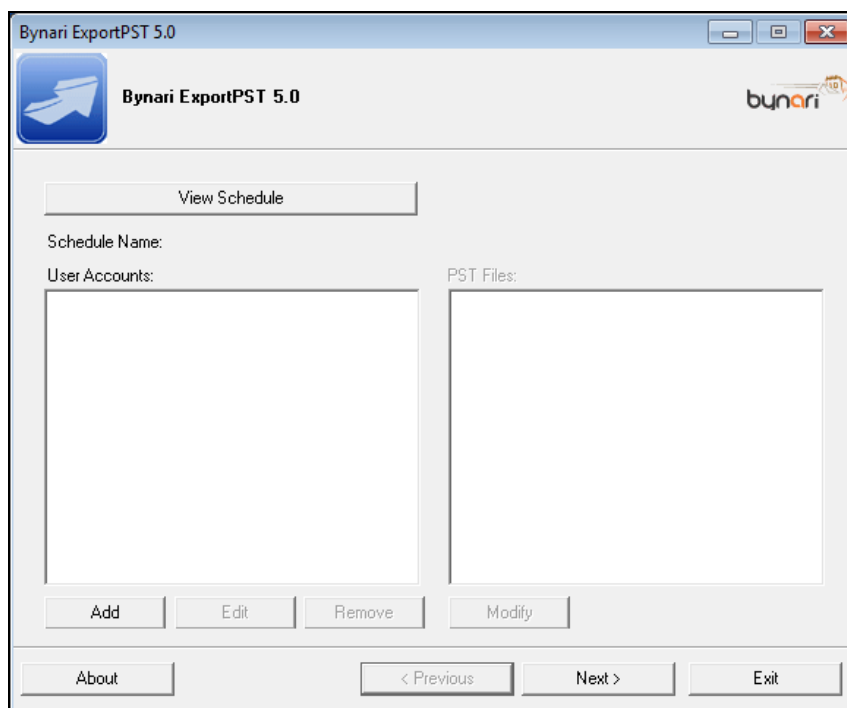 Bynari ExportPST 5.0
Bynari ExportPST 5.0
bynari
View Schedule
Schedule Name:
User Accounts:
PST Files:
Add
Edit
Remove
Modify
About
< Previous
Next >
Exit